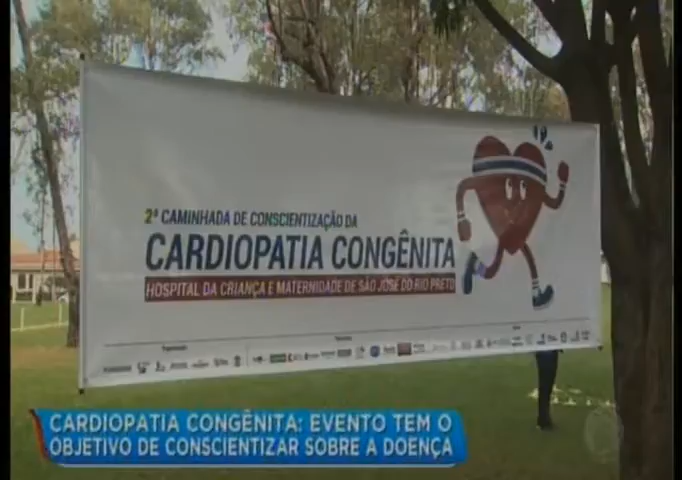 2ª CAMINHADA DE CONSCIENTIZAÇÃO DA
CARDIOPATIA CONGÊNITA
HOSPITAL DA CRIANÇA E MATERNIDADE DE SÃO JOSÉ DO RIO PRETO
CARDIOPATIA CONGÊNITA: EVENTO TEM O
OBJETIVO DE CONSCIENTIZAR SOBRE A DOENÇA